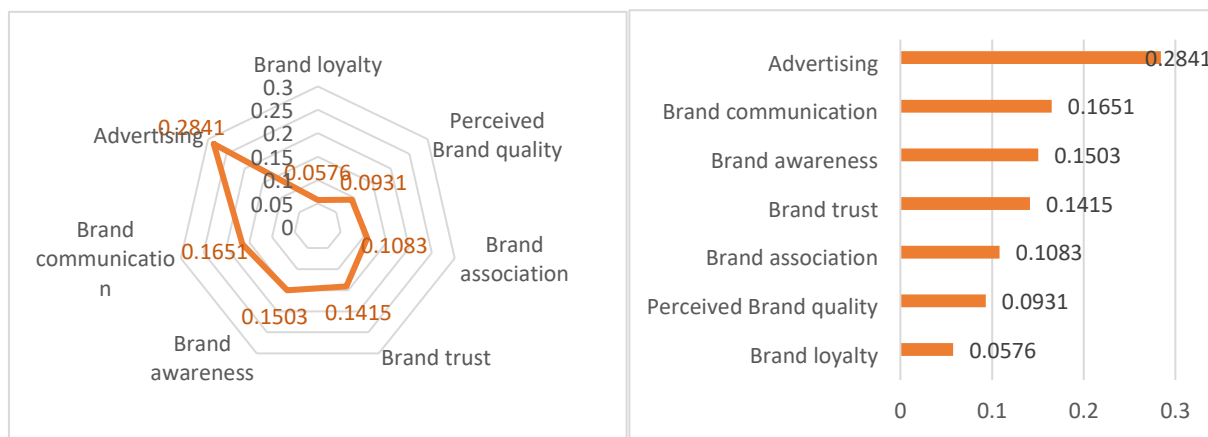 Brand loyalty
0.3
0.25
0.2
0.15
0.1
0.05
0
Perceived
Brand quality
Brand
association
Brand trust
Brand
awareness
Brand
communicatio
n
Advertising
0.0576
0.0931
0.1083
0.1415
0.1503
0.1651
0.2841
Advertising
0.2841
Brand communication
0.1651
Brand awareness
0.1503
Brand trust
0.1415
Brand association
0.1083
Perceived Brand quality
0.0931
Brand loyalty
0.0576
0 0.1 0.2 0.3